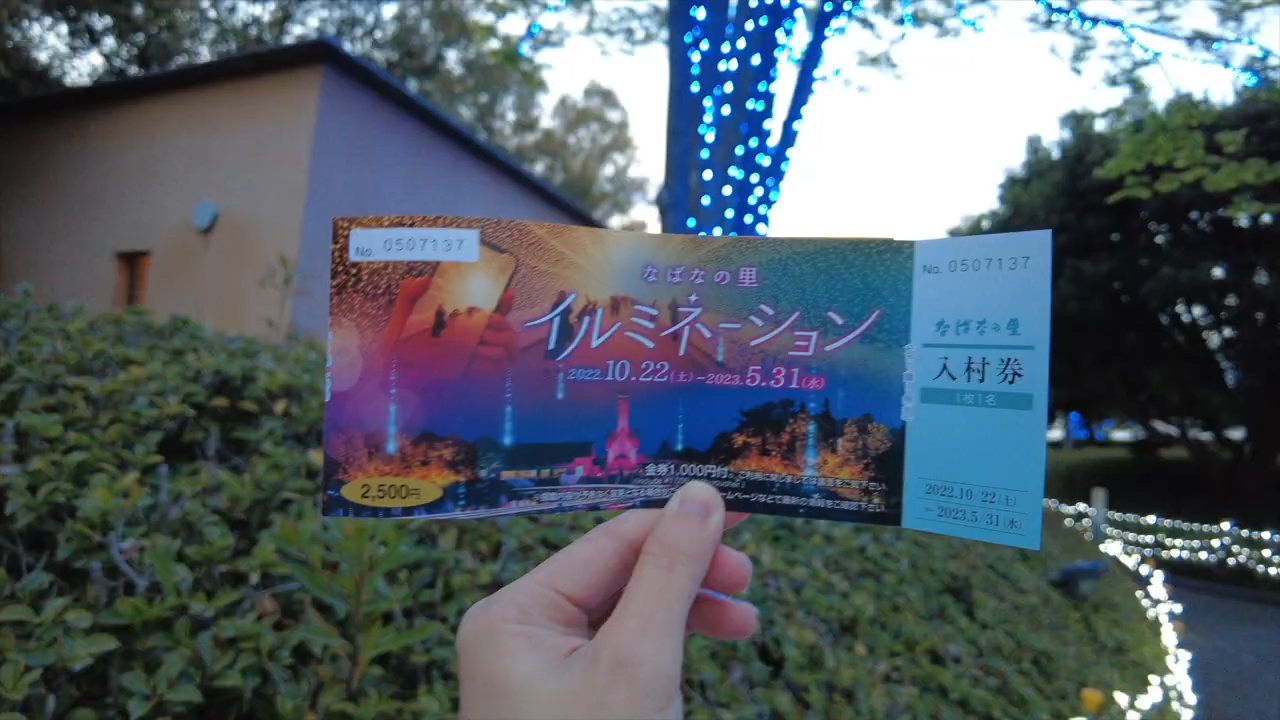 No. 0507137
なばなの里
イルミネーション
2022.10.22(土)–2023.5.31(水)
金券1,000円付
2,500円
No. 0507137
なばなの里
入村券
1枚1名
2022.10/22(土)
~2023.5/31(水)